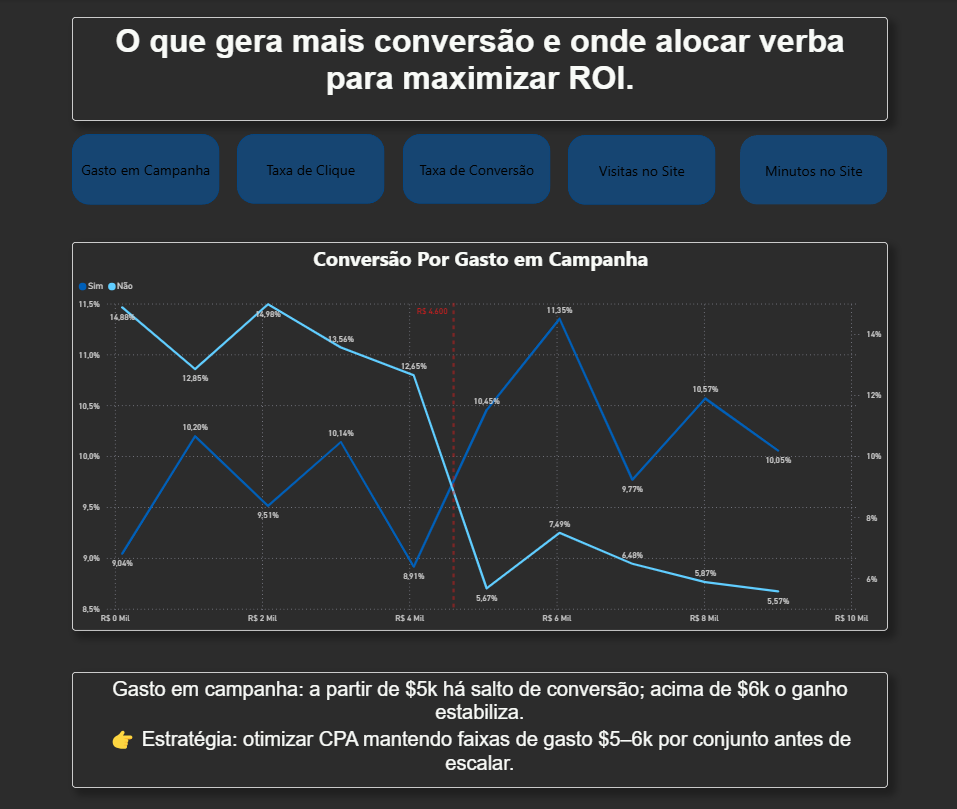 O que gera mais conversão e onde alocar verba
para maximizar ROI.
Gasto em Campanha
Taxa de Clique
Taxa de Conversão
Visitas no Site
Minutos no Site
Conversão Por Gasto em Campanha
Sim Não
11,5%
11,0%
10,5%
10,0%
9,5%
9,0%
8,5%
14,88%
12,85%
14,98%
13,56%
12,65%
5,67%
7,49%
6,48%
5,87%
5,57%
9,04%
10,20%
9,51%
10,14%
8,91%
10,45%
11,35%
9,77%
10,57%
10,05%
R$ 4.600
14%
12%
10%
8%
6%
R$ 0 Mil
R$ 2 Mil
R$ 4 Mil
R$ 6 Mil
R$ 8 Mil
R$ 10 Mil
Gasto em campanha: a partir de $5k há salto de conversão; acima de $6k o ganho
estabiliza.
👉 Estratégia: otimizar CPA mantendo faixas de gasto $5–6k por conjunto antes de
escalar.